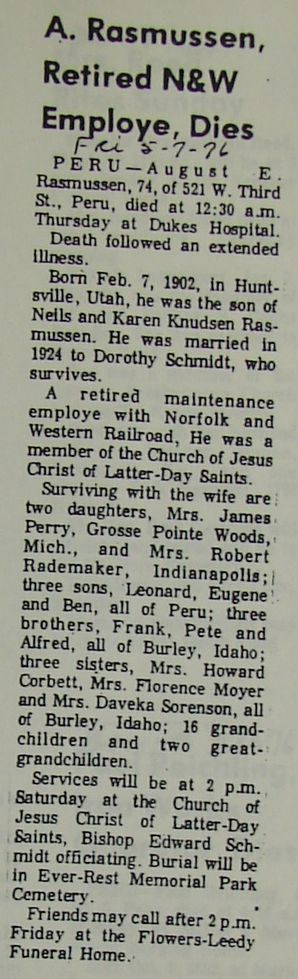 A. Rasmussen,
Retired N&W
Employe, Dies
Fri 5-7-76
PERU—August E.
Rasmussen, 74, of 521 W. Third
St., Peru, died at 12:30 a.m.
Thursday at Dukes Hospital.
Death followed an extended
illness.
Born Feb. 7, 1902, in Hunt-
sville, Utah, he was the son of
Neils and Karen Knudsen Ras-
mussen. He was married in
1924 to Dorothy Schmidt, who
survives.
A retired maintenance
employe with Norfolk and
Western Railroad, He was a
member of the Church of Jesus
Christ of Latter-Day Saints.
Surviving with the wife are
two daughters, Mrs. James
Perry, Grosse Pointe Woods,
Mich., and Mrs. Robert
Rademaker, Indianapolis;
three sons, Leonard, Eugene
and Ben, all of Peru; three
brothers, Frank, Pete and
Alfred, all of Burley, Idaho;
three sisters, Mrs. Howard
Corbett, Mrs. Florence Moyer
and Mrs. Daveka Sorenson, all
of Burley, Idaho; 16 grand-
children and two great-
grandchildren.
Services will be at 2 p.m.
Saturday at the Church of
Jesus Christ of Latter-Day
Saints, Bishop Edward Sch-
midt officiating. Burial will be
in Ever-Rest Memorial Park
Cemetery.
Friends may call after 2 p.m.
Friday at the Flowers-Leedy
Funeral Home.